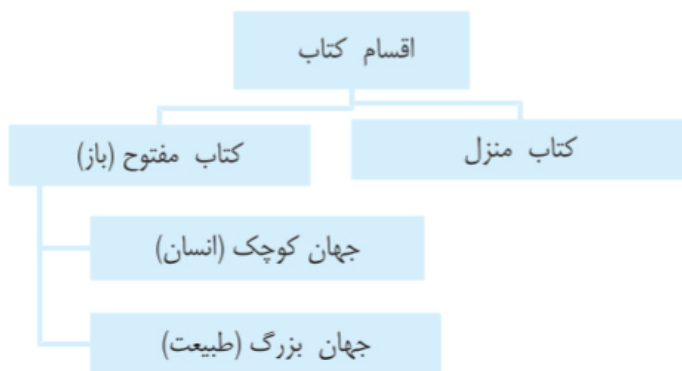 اقسام کتاب
کتاب منزل
کتاب مفتوح (باز)
جهان کوچک (انسان)
جهان بزرگ (طبیعت)